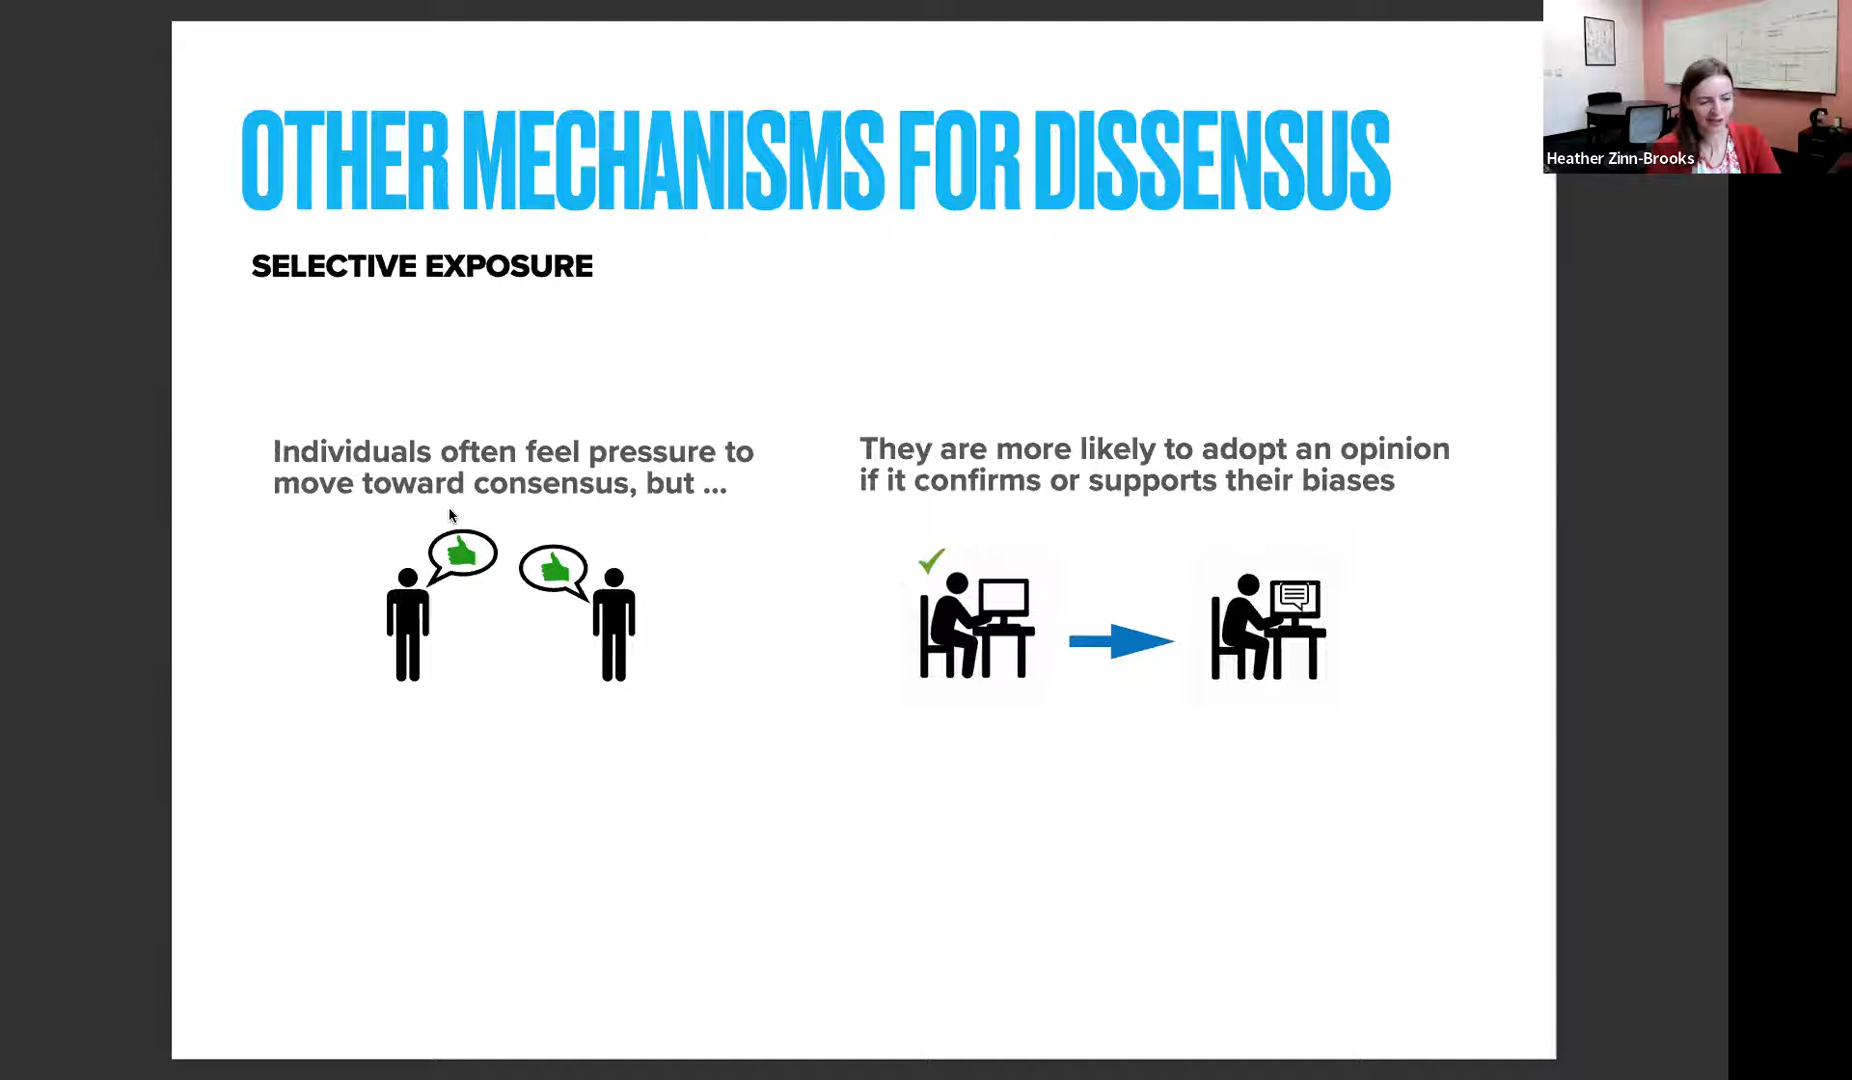 OTHER MECHANISMS FOR DISSENSUS
SELECTIVE EXPOSURE
Individuals often feel pressure to
move toward consensus, but ...
They are more likely to adopt an opinion
if it confirms or supports their biases
Heather Zinn-Brooks